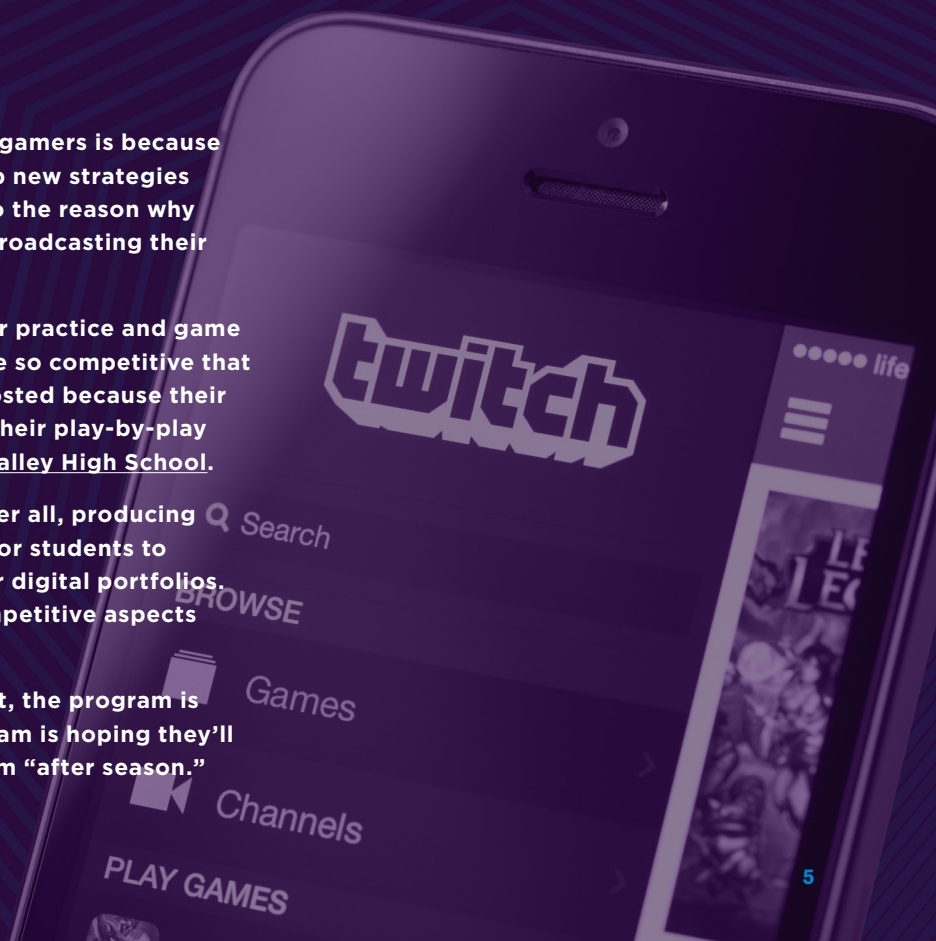 gamers is because
new strategies
the reason why
roadcasting their
practice and game
so competitive that
osted because their
heir play-by-play
alley High School.
er all, producing
or students to
digital portfolios.
petitive aspects
t, the program is
am is hoping they'll
m “after season.”
twitch
life
Search
BROWSE
Games
Channels
PLAY GAMES
5